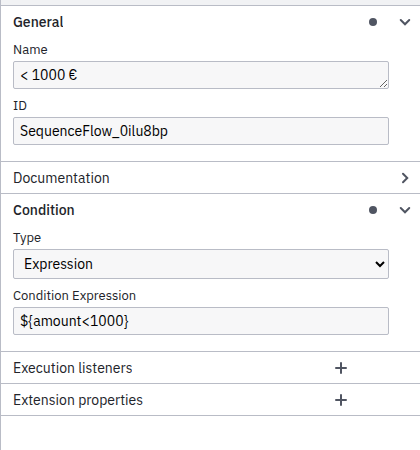 General
Name
< 1000 €
ID
SequenceFlow_0ilu8bp
Documentation
Condition
Type
Expression
Condition Expression
${amount<1000}
Execution listeners
Extension properties